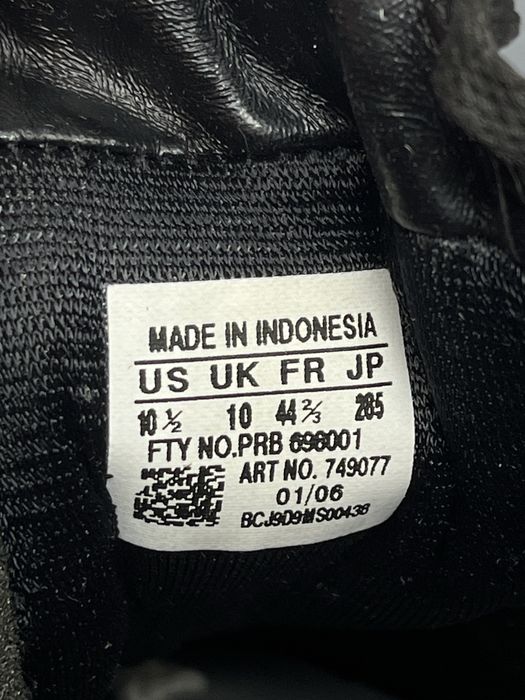 MADE IN INDONESIA
US UK FR JP
10 ½ 10 44 ⅔ 285
FTY NO.PRB 698001
ART NO. 749077
01/06
BCJ9D9MS00438